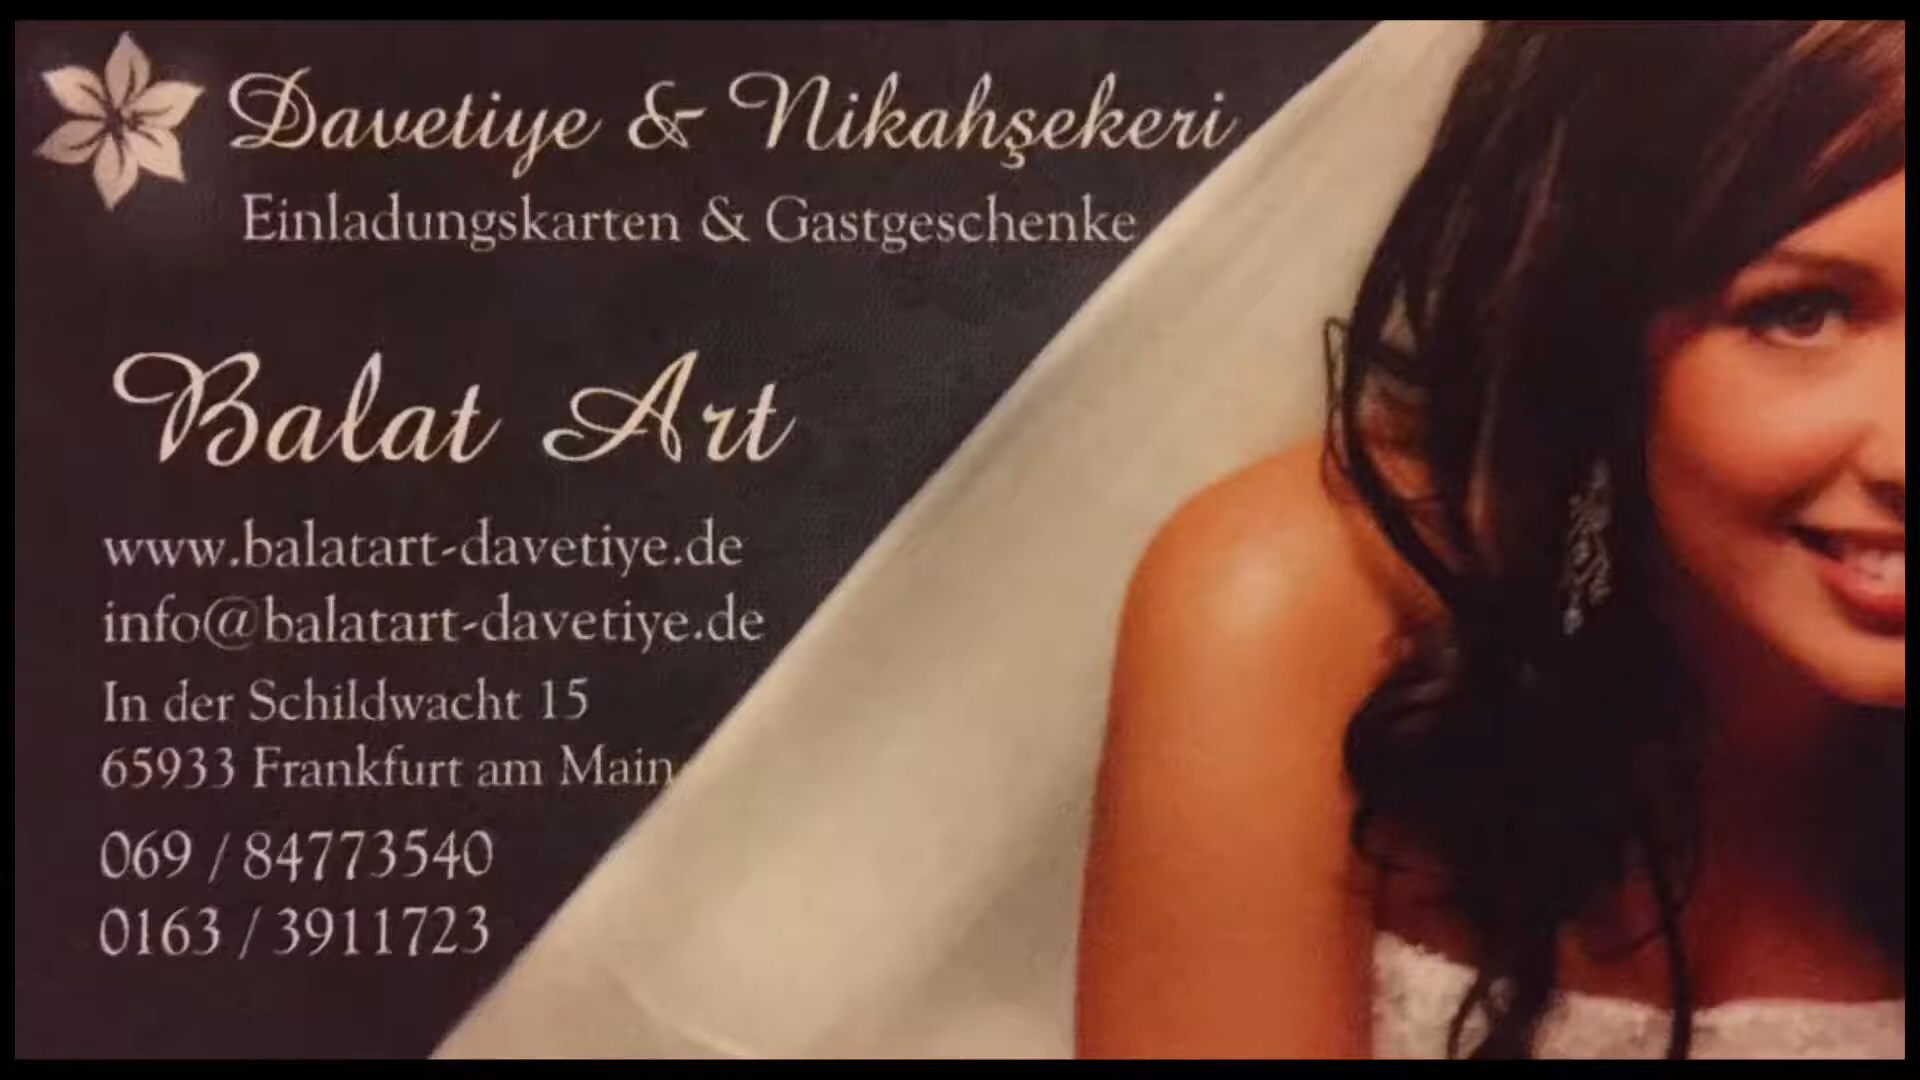 Davetiye & Nikahşekeri
Einladungskarten & Gastgeschenke
Balat Art
www.balatart-davetiye.de
info@balatart-davetiye.de
In der Schildwacht 15
65933 Frankfurt am Main
069 / 84773540
0163 / 3911723